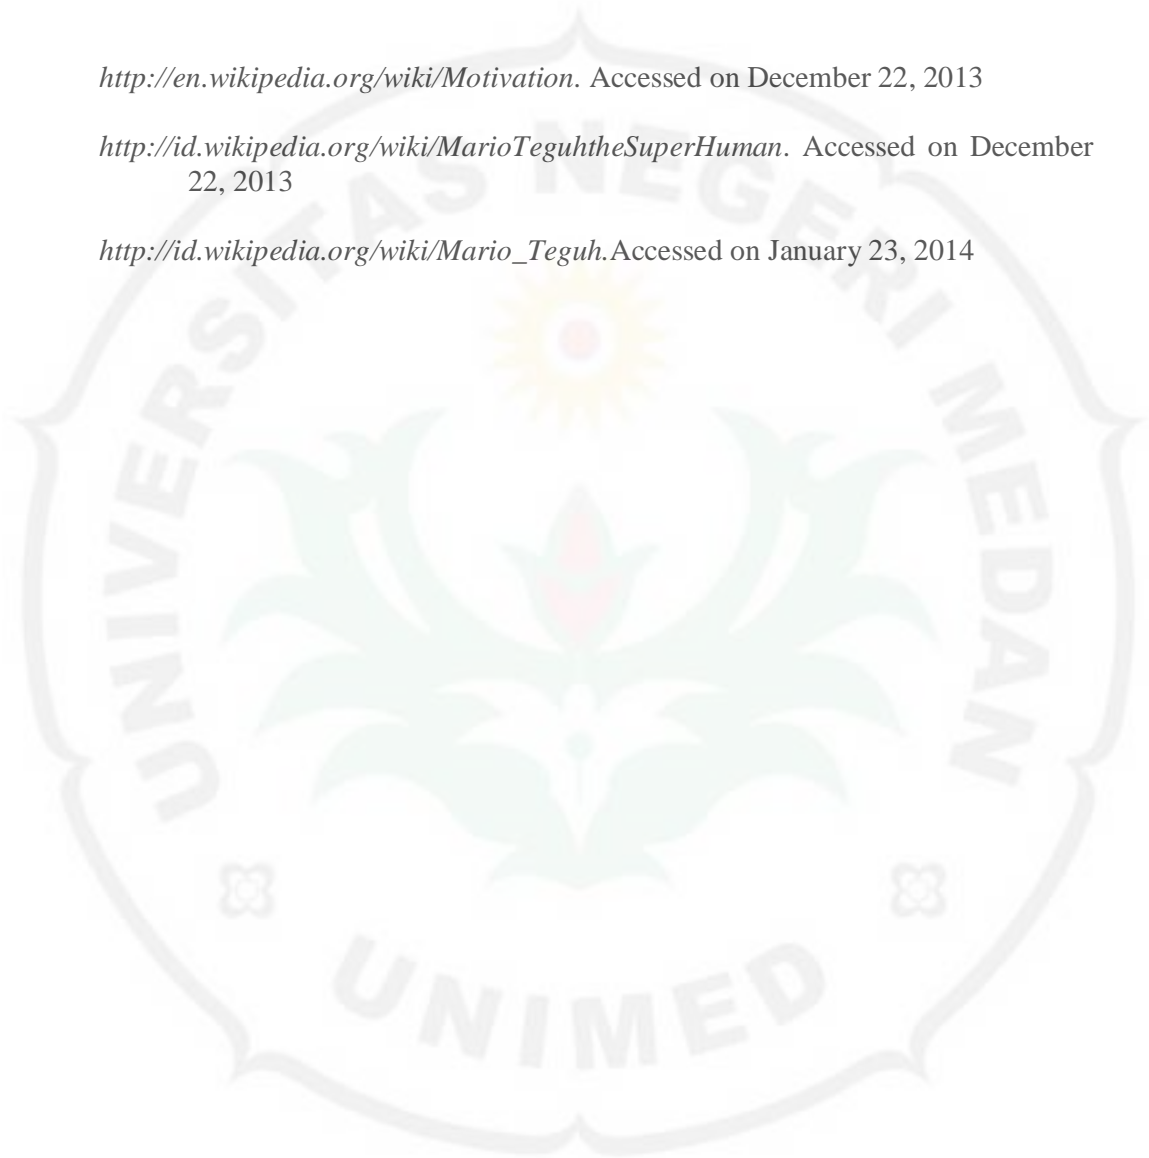 http://en.wikipedia.org/wiki/Motivation. Accessed on December 22, 2013
http://id.wikipedia.org/wiki/MarioTeguhtheSuperHuman. Accessed on December
22, 2013
http://id.wikipedia.org/wiki/Mario_Teguh.Accessed on January 23, 2014
UNIVERSITAS NEGERI MEDAN
UNIMED